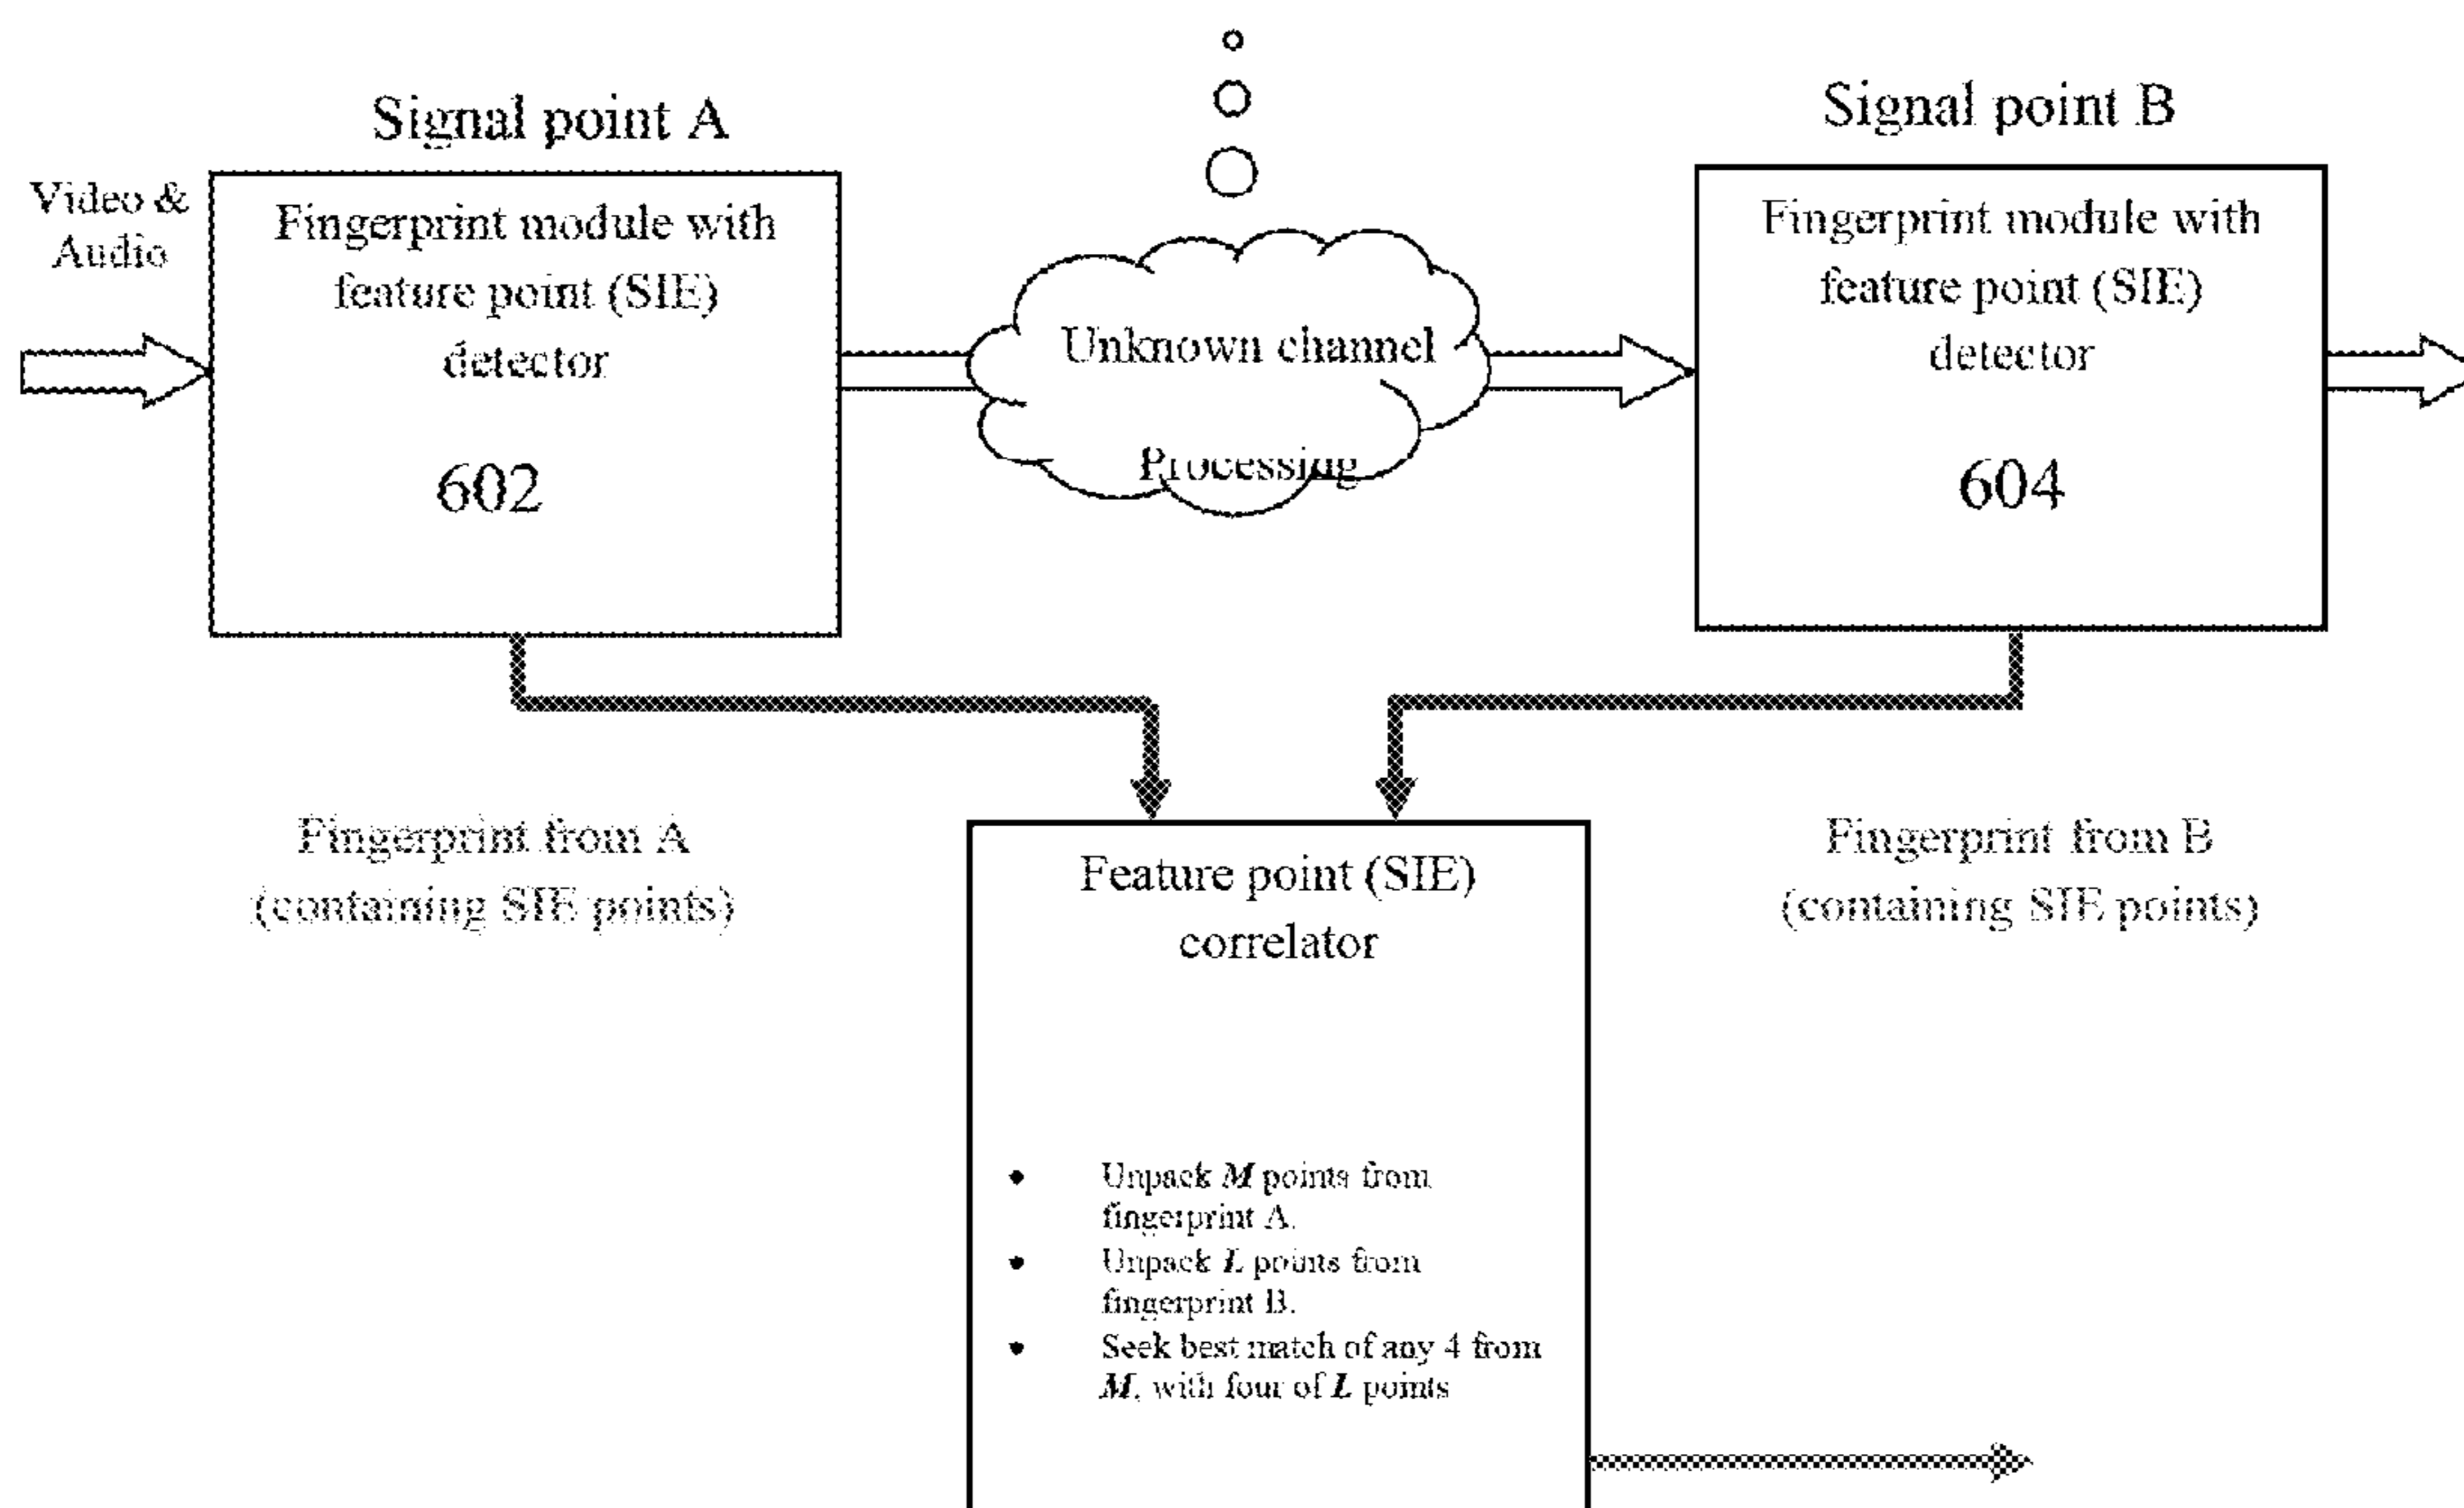 Signal point A
Signal point B
Video &
Audio
Fingerprint module with
feature point (SIE)
detector
602
Unknown channel
Processing
Fingerprint module with
feature point (SIE)
detector
604
Fingerprint from A
(containing SIE points)
Fingerprint from B
(containing SIE points)
Feature point (SIE)
correlator
• Unpack M points from
fingerprint A.
• Unpack L points from
fingerprint B.
• Seek best match of any 4 from
M, with four of L points